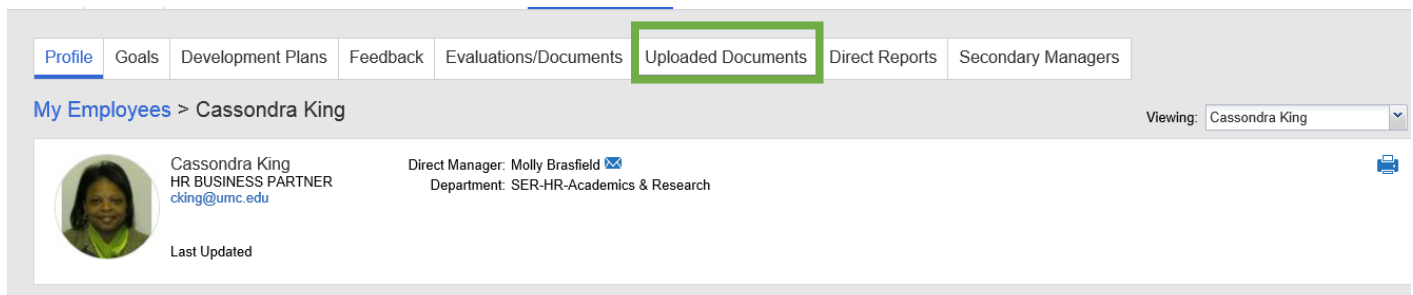 Profile Goals Development Plans Feedback Evaluations/Documents Uploaded Documents Direct Reports Secondary Managers
My Employees > Cassondra King
Viewing: Cassondra King
Cassondra King
HR BUSINESS PARTNER
cking@umc.edu
Last Updated
Direct Manager: Molly Brasfield
Department: SER-HR-Academics & Research